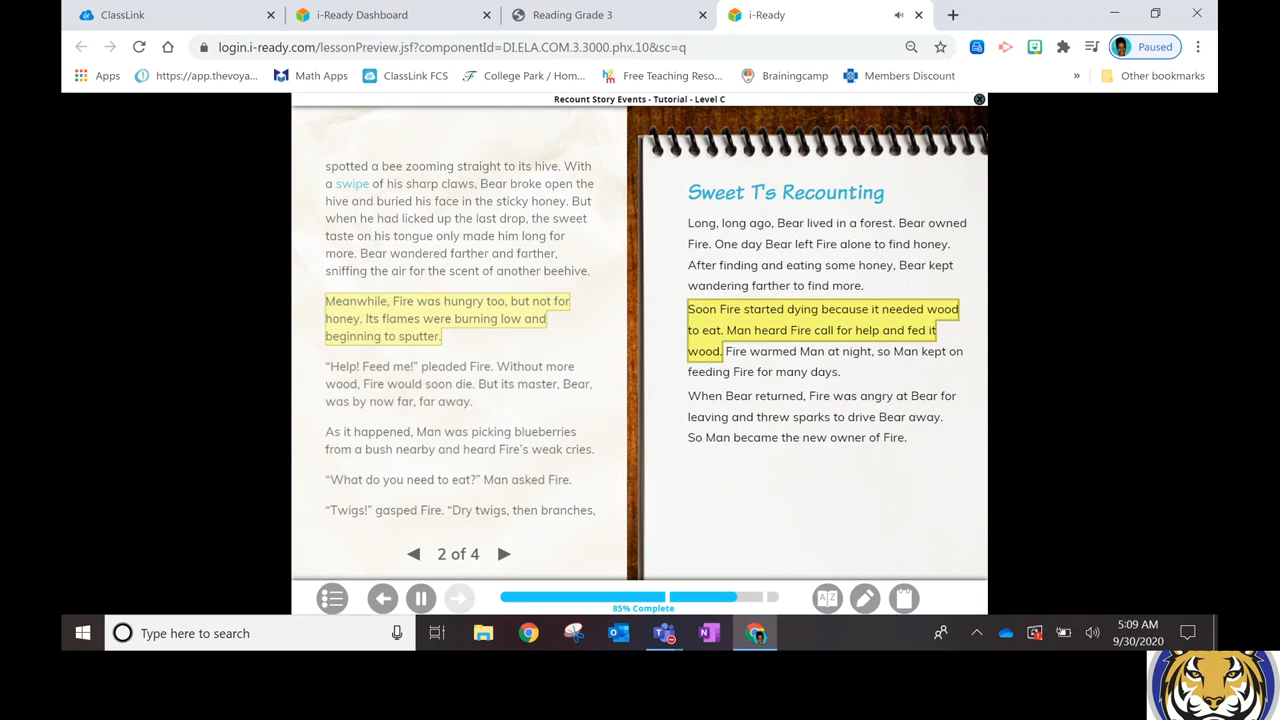 ClassLink
i-Ready Dashboard
Reading Grade 3
i-Ready
login.i-ready.com/lessonPreview.jsf?componentId=DI.ELA.COM.3.3000.phx.10&sc=q
Paused
Apps
https://app.thevoya...
Math Apps
ClassLink FCS
College Park / Hom...
Free Teaching Reso...
Brainingcamp
Members Discount
»
Other bookmarks
Recount Story Events - Tutorial - Level C
spotted a bee zooming straight to its hive. With
a swipe of his sharp claws, Bear broke open the
hive and buried his face in the sticky honey. But
when he had licked up the last drop, the sweet
taste on his tongue only made him long for
more. Bear wandered farther and farther,
sniffing the air for the scent of another beehive.
Meanwhile, Fire was hungry too, but not for
honey. Its flames were burning low and
beginning to sputter.
“Help! Feed me!” pleaded Fire. Without more
wood, Fire would soon die. But its master, Bear,
was by now far, far away.
As it happened, Man was picking blueberries
from a bush nearby and heard Fire’s weak cries.
“What do you need to eat?” Man asked Fire.
“Twigs!” gasped Fire. “Dry twigs, then branches,
2 of 4
Sweet T's Recounting
Long, long ago, Bear lived in a forest. Bear owned
Fire. One day Bear left Fire alone to find honey.
After finding and eating some honey, Bear kept
wandering farther to find more.
Soon Fire started dying because it needed wood
to eat. Man heard Fire call for help and fed it
wood. Fire warmed Man at night, so Man kept on
feeding Fire for many days.
When Bear returned, Fire was angry at Bear for
leaving and threw sparks to drive Bear away.
So Man became the new owner of Fire.
85% Complete
A Z
Type here to search
5:09 AM
9/30/2020